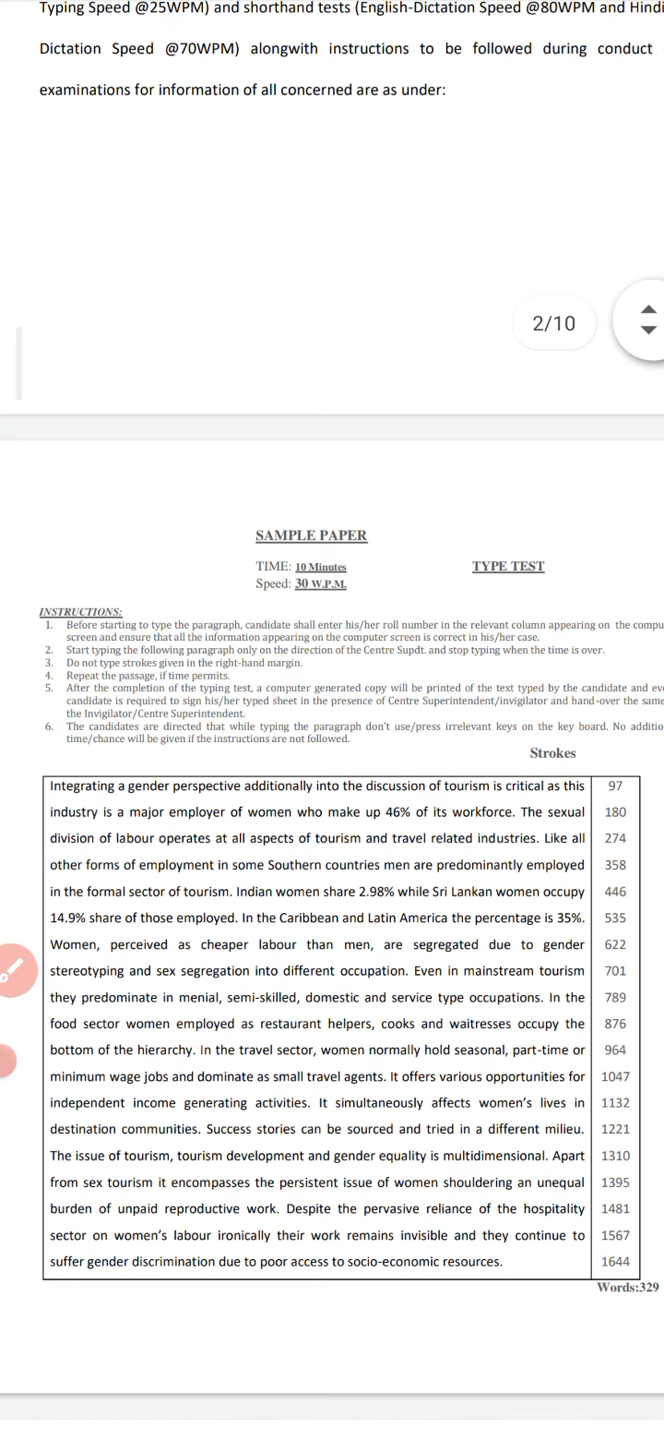 Typing Speed @25WPM) and shorthand tests (English-Dictation Speed @80WPM and Hindi
Dictation Speed @70WPM) alongwith instructions to be followed during conduct
examinations for information of all concerned are as under:
2/10
SAMPLE PAPER
TIME: 10 Minutes TYPE TEST
Speed: 30 W.P.M.
INSTRUCTIONS:
1. Before starting to type the paragraph, candidate shall enter his/her roll number in the relevant column appearing on the compu
screen and ensure that all the information appearing on the computer screen is correct in his/her case.
2. Start typing the following paragraph only on the direction of the Centre Supdt. and stop typing when the time is over.
3. Do not type strokes given in the right-hand margin.
4. Repeat the passage, if time permits.
5. After the completion of the typing test, a computer generated copy will be printed of the text typed by the candidate and eve
candidate is required to sign his/her typed sheet in the presence of Centre Superintendent/invigilator and hand-over the same
the Invigilator/Centre Superintendent.
6. The candidates are directed that while typing the paragraph don't use/press irrelevant keys on the key board. No additio
time/chance will be given if the instructions are not followed.
Strokes
Integrating a gender perspective additionally into the discussion of tourism is critical as this 97
industry is a major employer of women who make up 46% of its workforce. The sexual 180
division of labour operates at all aspects of tourism and travel related industries. Like all 274
other forms of employment in some Southern countries men are predominantly employed 358
in the formal sector of tourism. Indian women share 2.98% while Sri Lankan women occupy 446
14.9% share of those employed. In the Caribbean and Latin America the percentage is 35%. 535
Women, perceived as cheaper labour than men, are segregated due to gender 622
stereotyping and sex segregation into different occupation. Even in mainstream tourism 701
they predominate in menial, semi-skilled, domestic and service type occupations. In the 789
food sector women employed as restaurant helpers, cooks and waitresses occupy the 876
bottom of the hierarchy. In the travel sector, women normally hold seasonal, part-time or 964
minimum wage jobs and dominate as small travel agents. It offers various opportunities for 1047
independent income generating activities. It simultaneously affects women's lives in 1132
destination communities. Success stories can be sourced and tried in a different milieu. 1221
The issue of tourism, tourism development and gender equality is multidimensional. Apart 1310
from sex tourism it encompasses the persistent issue of women shouldering an unequal 1395
burden of unpaid reproductive work. Despite the pervasive reliance of the hospitality 1481
sector on women's labour ironically their work remains invisible and they continue to 1567
suffer gender discrimination due to poor access to socio-economic resources. 1644
Words:329